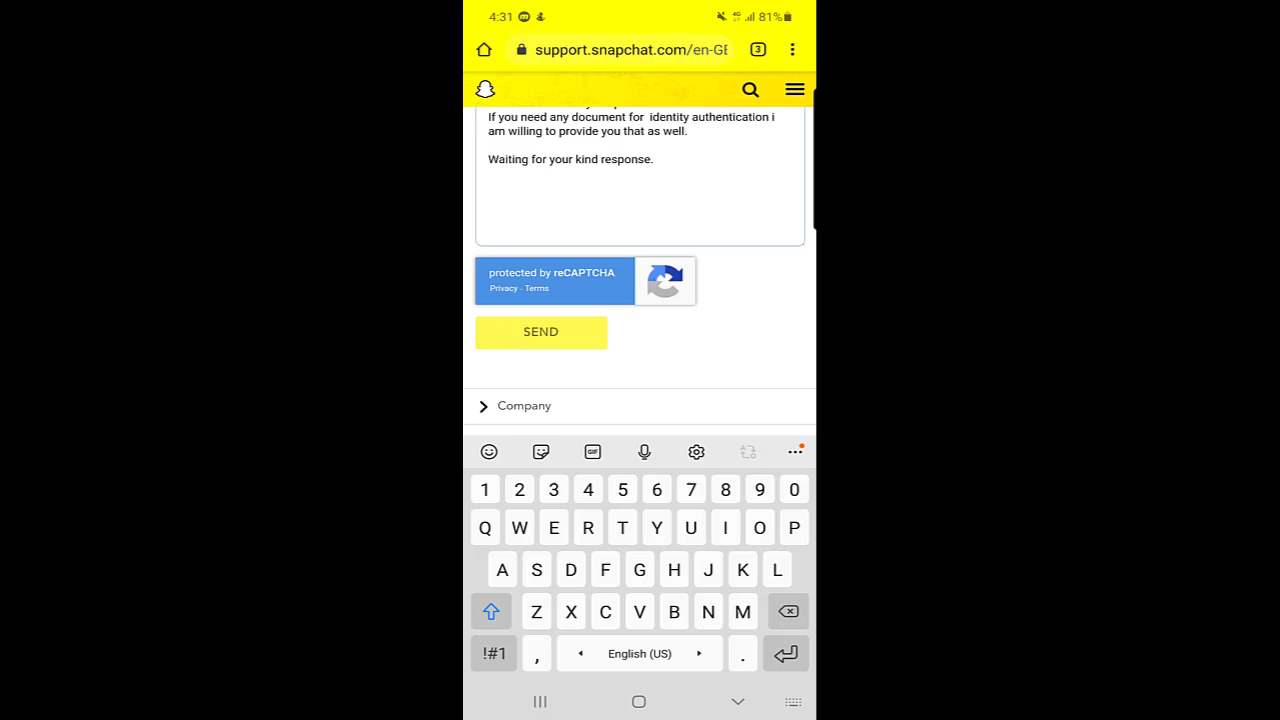 4:31 81%
support.snapchat.com/en-GB
3
If you need any document for  identity authentication i
am willing to provide you that as well.
Waiting for your kind response.
protected by reCAPTCHA
Privacy - Terms
SEND
Company
GIF
1 2 3 4 5 6 7 8 9 0
Q W E R T Y U I O P
A S D F G H J K L
Z X C V B N M
!#1 , English (US) .